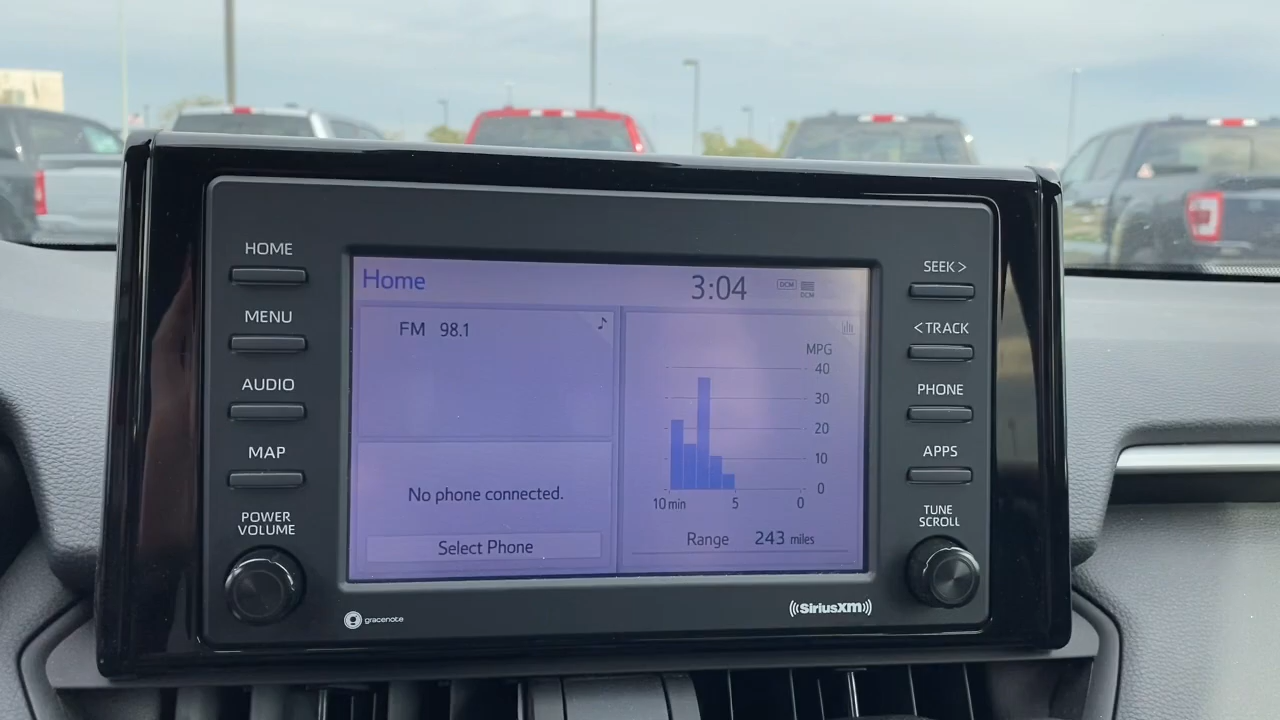 HOME
MENU
AUDIO
MAP
POWER
VOLUME
Home
3:04
DCM
DCM
FM 98.1
No phone connected.
Select Phone
MPG
40
30
20
10
0
10 min 5 0
Range 243 miles
SEEK >
< TRACK
PHONE
APPS
TUNE
SCROLL
gracenote
((SiriusXM))